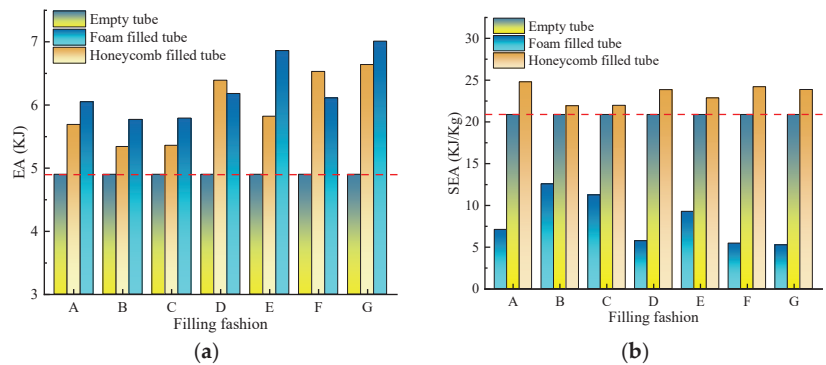 Empty tube
Foam filled tube
Honeycomb filled tube
7
6
5
4
3
EA (KJ)
A B C D E F G
Filling fashion
(a)
Empty tube
Foam filled tube
Honeycomb filled tube
30
25
20
15
10
5
0
SEA (KJ/Kg)
A B C D E F G
Filling fashion
(b)